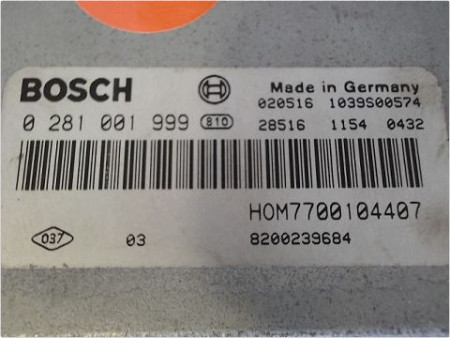 BOSCH Made in Germany
020516 1039S00574
0 281 001 999 810 28516 1154 0432
HOM7700104407
037 03 8200239684